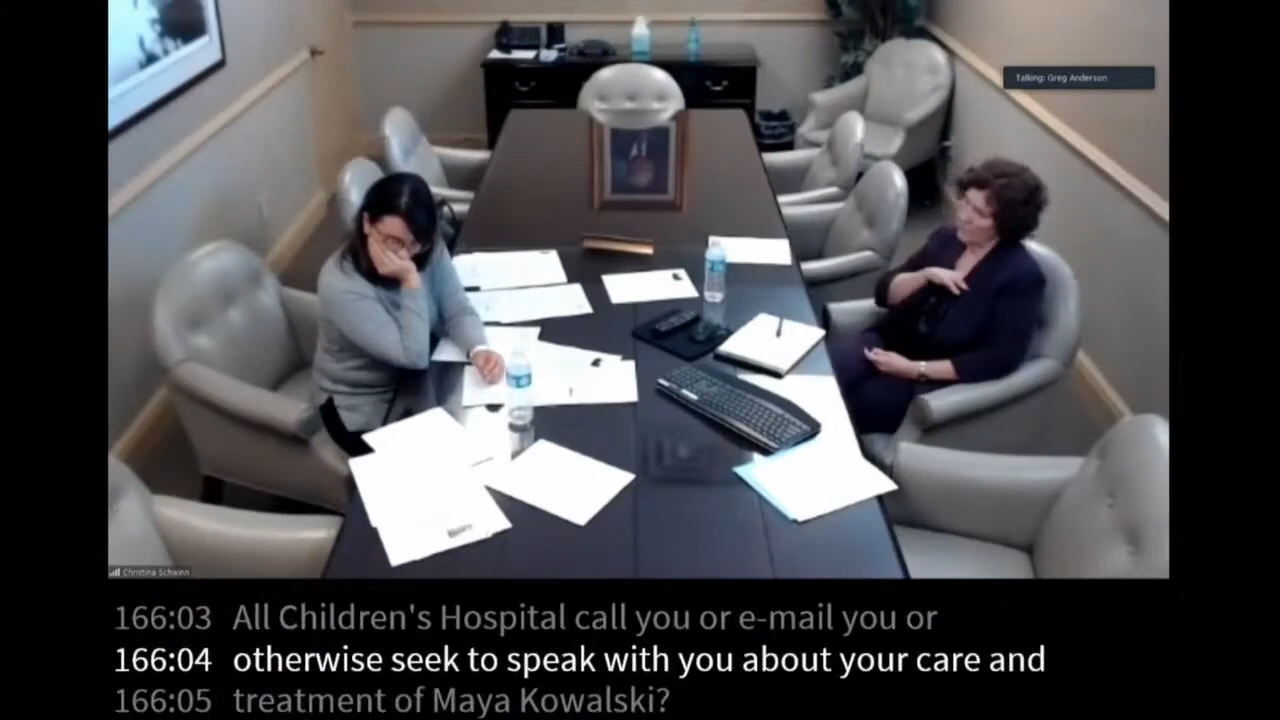 Talking: Greg Anderson
Christina Schwinn
166:03 All Children's Hospital call you or e-mail you or
166:04 otherwise seek to speak with you about your care and
166:05 treatment of Maya Kowalski?